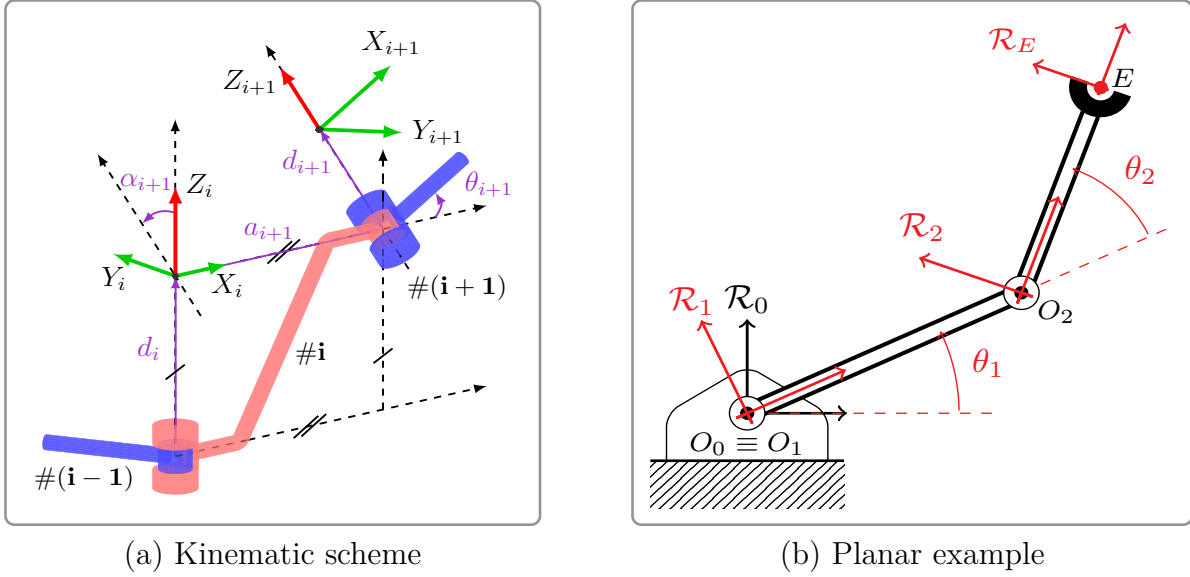 X_{i+1}
Z_{i+1}
Y_{i+1}
d_{i+1}
α_{i+1}
Z_i
θ_{i+1}
a_{i+1}
Y_i
X_i
#(i + 1)
d_i
#i
#(i − 1)
(a) Kinematic scheme
R_E
E
θ_2
R_2
O_2
R_1
R_0
θ_1
O_0 ≡ O_1
(b) Planar example